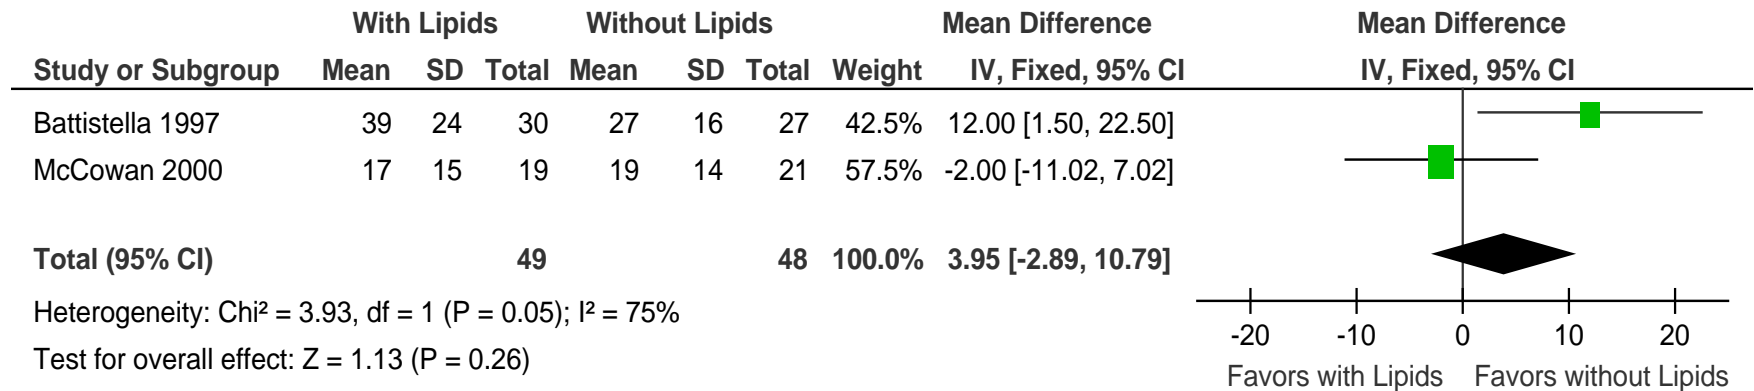 With Lipids Without Lipids Mean Difference Mean Difference
Study or Subgroup Mean SD Total Mean SD Total Weight IV, Fixed, 95% CI IV, Fixed, 95% CI
Battistella 1997 39 24 30 27 16 27 42.5% 12.00 [1.50, 22.50]
McCowan 2000 17 15 19 19 14 21 57.5% -2.00 [-11.02, 7.02]
Total (95% CI) 49 48 100.0% 3.95 [-2.89, 10.79]
Heterogeneity: Chi² = 3.93, df = 1 (P = 0.05); I² = 75%
Test for overall effect: Z = 1.13 (P = 0.26)
-20 -10 0 10 20
Favors with Lipids Favors without Lipids